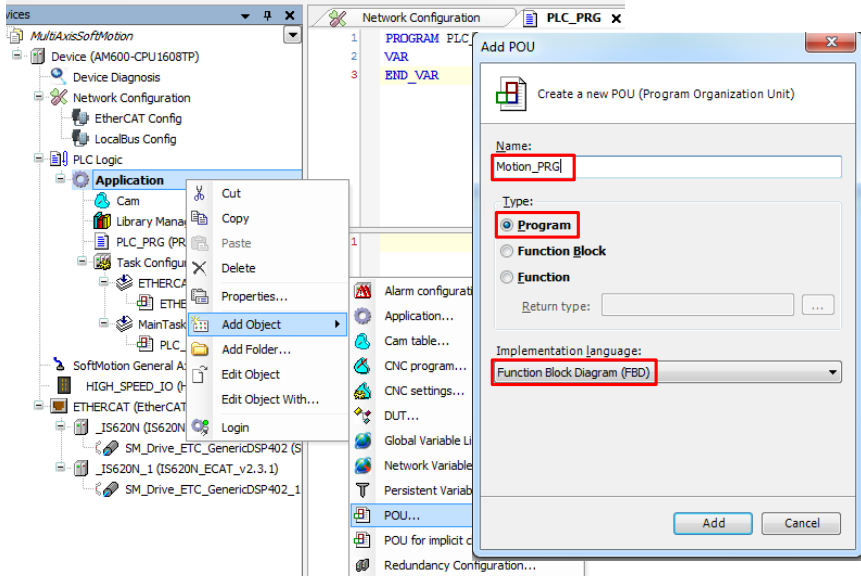 vices
MultiAxisSoftMotion
Device (AM600-CPU1608TP)
Device Diagnosis
Network Configuration
EtherCAT Config
LocalBus Config
PLC Logic
Application
Cam
Library Mana
PLC_PRG (PR
Task Configu
ETHERCA
ETHE
MainTask
PLC_
SoftMotion General A
HIGH_SPEED_IO (H
ETHERCAT (EtherCAT
_IS620N (IS620N
SM_Drive_ETC_GenericDSP402 (S
_IS620N_1 (IS620N_ECAT_v2.3.1)
SM_Drive_ETC_GenericDSP402_1
Cut
Copy
Paste
Delete
Properties...
Add Object
Add Folder...
Edit Object
Edit Object With...
Login
Network Configuration
PLC_PRG
1 PROGRAM PLC_
2 VAR
3 END_VAR
1
Alarm configurati
Application...
Cam table...
CNC program...
CNC settings...
DUT...
Global Variable Li
Network Variable
Persistent Variab
POU...
POU for implicit c
Redundancy Configuration...
Add POU
Create a new POU (Program Organization Unit)
Name:
Motion_PRG
Type:
Program
Function Block
Function
Return type:
...
Implementation language:
Function Block Diagram (FBD)
Add
Cancel